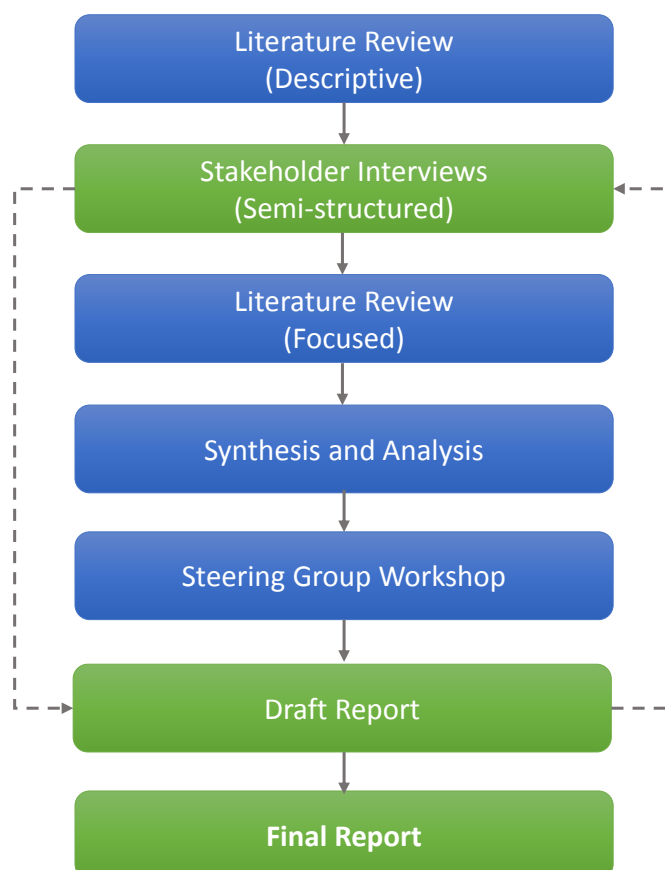 Literature Review
(Descriptive)
Stakeholder Interviews
(Semi-structured)
Literature Review
(Focused)
Synthesis and Analysis
Steering Group Workshop
Draft Report
Final Report